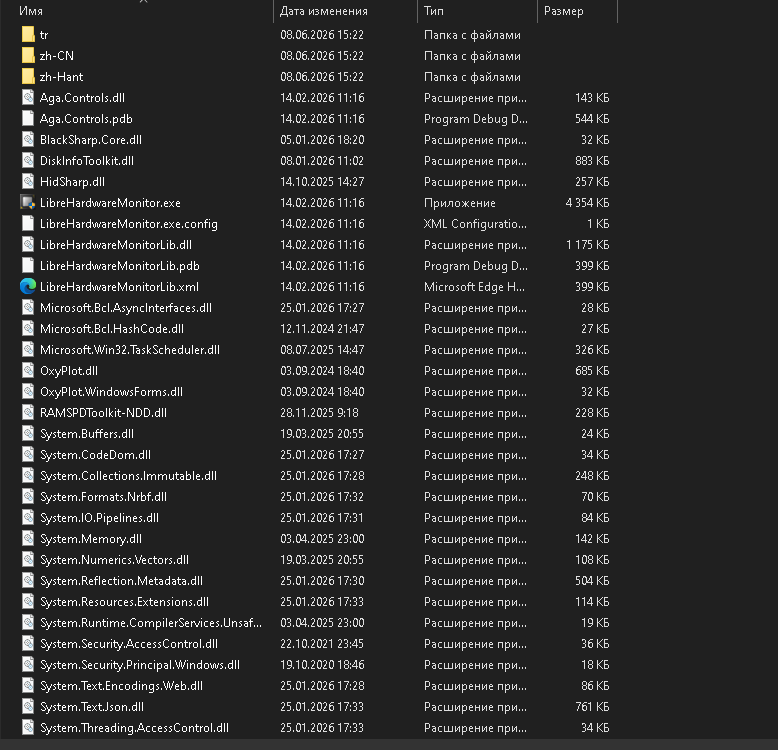 Имя Дата изменения Тип Размер
tr 08.06.2026 15:22 Папка с файлами
zh-CN 08.06.2026 15:22 Папка с файлами
zh-Hant 08.06.2026 15:22 Папка с файлами
Aga.Controls.dll 14.02.2026 11:16 Расширение при... 143 КБ
Aga.Controls.pdb 14.02.2026 11:16 Program Debug D... 544 КБ
BlackSharp.Core.dll 05.01.2026 18:20 Расширение при... 32 КБ
DiskInfoToolkit.dll 08.01.2026 11:02 Расширение при... 883 КБ
HidSharp.dll 14.10.2025 14:27 Расширение при... 257 КБ
LibreHardwareMonitor.exe 14.02.2026 11:16 Приложение 4 354 КБ
LibreHardwareMonitor.exe.config 14.02.2026 11:16 XML Configuratio... 1 КБ
LibreHardwareMonitorLib.dll 14.02.2026 11:16 Расширение при... 1 175 КБ
LibreHardwareMonitorLib.pdb 14.02.2026 11:16 Program Debug D... 399 КБ
LibreHardwareMonitorLib.xml 14.02.2026 11:16 Microsoft Edge H... 399 КБ
Microsoft.Bcl.AsyncInterfaces.dll 25.01.2026 17:27 Расширение при... 28 КБ
Microsoft.Bcl.HashCode.dll 12.11.2024 21:47 Расширение при... 27 КБ
Microsoft.Win32.TaskScheduler.dll 08.07.2025 14:47 Расширение при... 326 КБ
OxyPlot.dll 03.09.2024 18:40 Расширение при... 685 КБ
OxyPlot.WindowsForms.dll 03.09.2024 18:40 Расширение при... 32 КБ
RAMSPDToolkit-NDD.dll 28.11.2025 9:18 Расширение при... 228 КБ
System.Buffers.dll 19.03.2025 20:55 Расширение при... 24 КБ
System.CodeDom.dll 25.01.2026 17:27 Расширение при... 34 КБ
System.Collections.Immutable.dll 25.01.2026 17:28 Расширение при... 248 КБ
System.Formats.Nrbf.dll 25.01.2026 17:32 Расширение при... 70 КБ
System.IO.Pipelines.dll 25.01.2026 17:31 Расширение при... 84 КБ
System.Memory.dll 03.04.2025 23:00 Расширение при... 142 КБ
System.Numerics.Vectors.dll 19.03.2025 20:55 Расширение при... 108 КБ
System.Reflection.Metadata.dll 25.01.2026 17:30 Расширение при... 504 КБ
System.Resources.Extensions.dll 25.01.2026 17:33 Расширение при... 114 КБ
System.Runtime.CompilerServices.Unsaf... 03.04.2025 23:00 Расширение при... 19 КБ
System.Security.AccessControl.dll 22.10.2021 23:45 Расширение при... 36 КБ
System.Security.Principal.Windows.dll 19.10.2020 18:46 Расширение при... 18 КБ
System.Text.Encodings.Web.dll 25.01.2026 17:28 Расширение при... 86 КБ
System.Text.Json.dll 25.01.2026 17:33 Расширение при... 761 КБ
System.Threading.AccessControl.dll 25.01.2026 17:33 Расширение при... 34 КБ